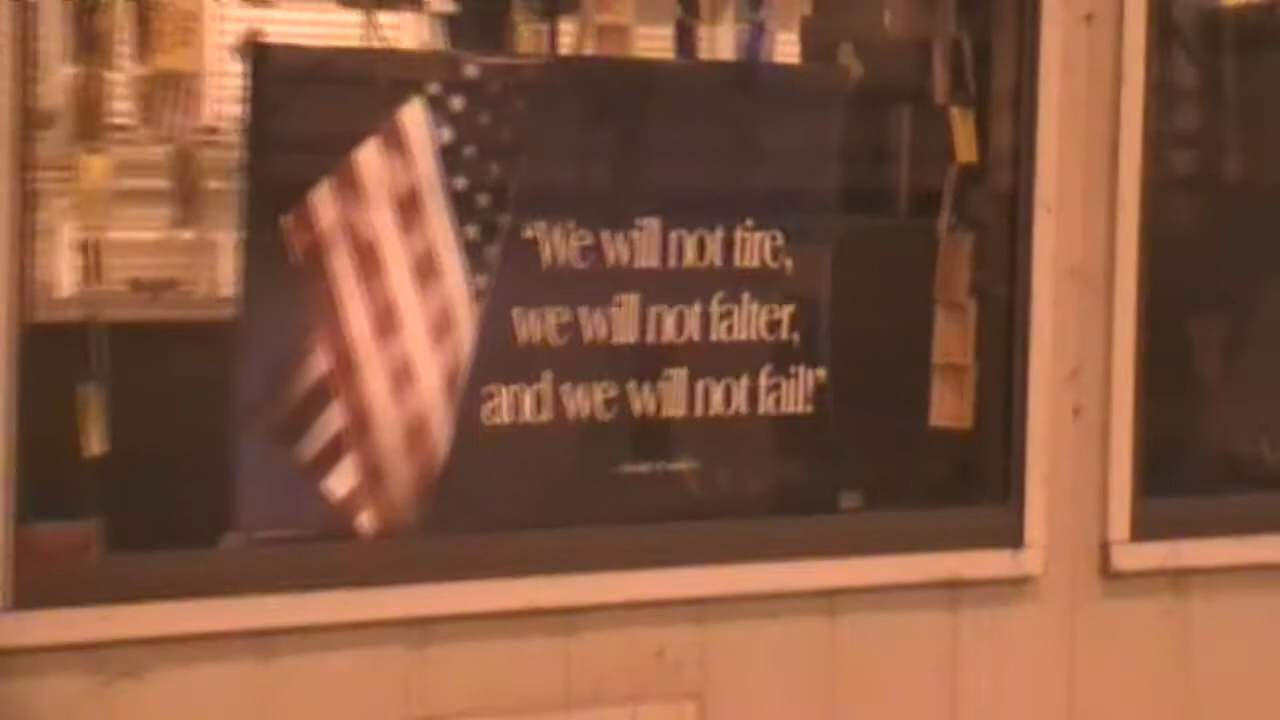 “We will not tire,
we will not falter,
and we will not fail!”